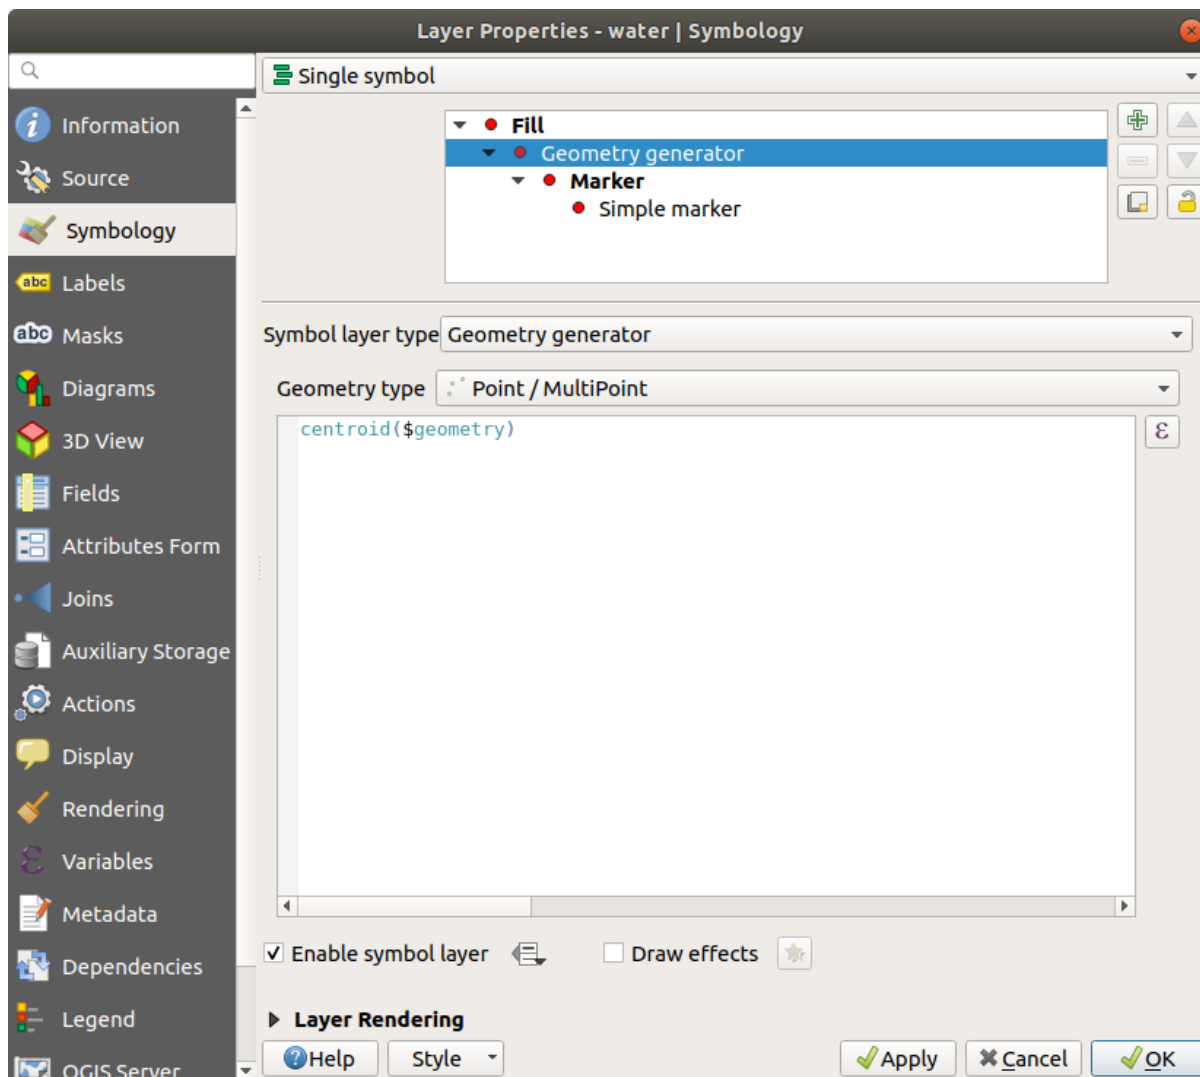 Layer Properties - water | Symbology
Single symbol
Information
Source
Symbology
Labels
Masks
Diagrams
3D View
Fields
Attributes Form
Joins
Auxiliary Storage
Actions
Display
Rendering
Variables
Metadata
Dependencies
Legend
QGIS Server
Fill
Geometry generator
Marker
Simple marker
Symbol layer type Geometry generator
Geometry type Point / MultiPoint
centroid($geometry)
ε
Enable symbol layer Draw effects
Layer Rendering
Help Style Apply Cancel OK
abc
abc